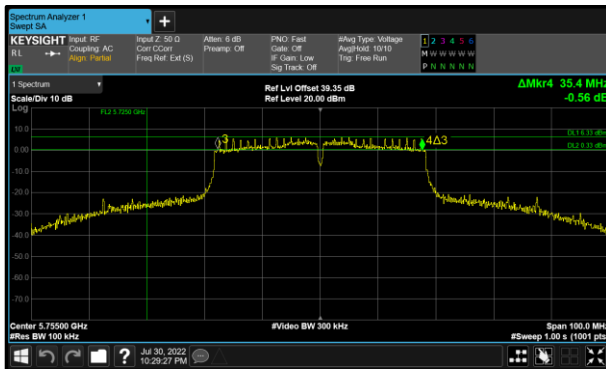 Spectrum Analyzer 1
Swept SA
KEYSIGHT
R L
LXI
Input: RF
Coupling: AC
Align: Partial
Input Z: 50 Ω
Corr CCorr
Freq Ref: Ext (S)
Atten: 6 dB
Preamp: Off
PNO: Fast
Gate: Off
IF Gain: Low
Sig Track: Off
#Avg Type: Voltage
Avg|Hold: 10/10
Trig: Free Run
1 2 3 4 5 6
M W W W W W
P N N N N N
1 Spectrum
Scale/Div 10 dB
Ref Lvl Offset 39.35 dB
Ref Level 20.00 dBm
ΔMkr4 35.4 MHz
-0.56 dB
Log
FL2 5.7250 GHz
10.0
0.00
-10.0
-20.0
-30.0
-40.0
-50.0
-60.0
-70.0
3
4Δ3
DL1 6.33 dBm
DL2 0.33 dBm
Center 5.75500 GHz
#Res BW 100 kHz
#Video BW 300 kHz
Span 100.0 MHz
#Sweep 1.00 s (1001 pts)
?
Jul 30, 2022
10:29:27 PM